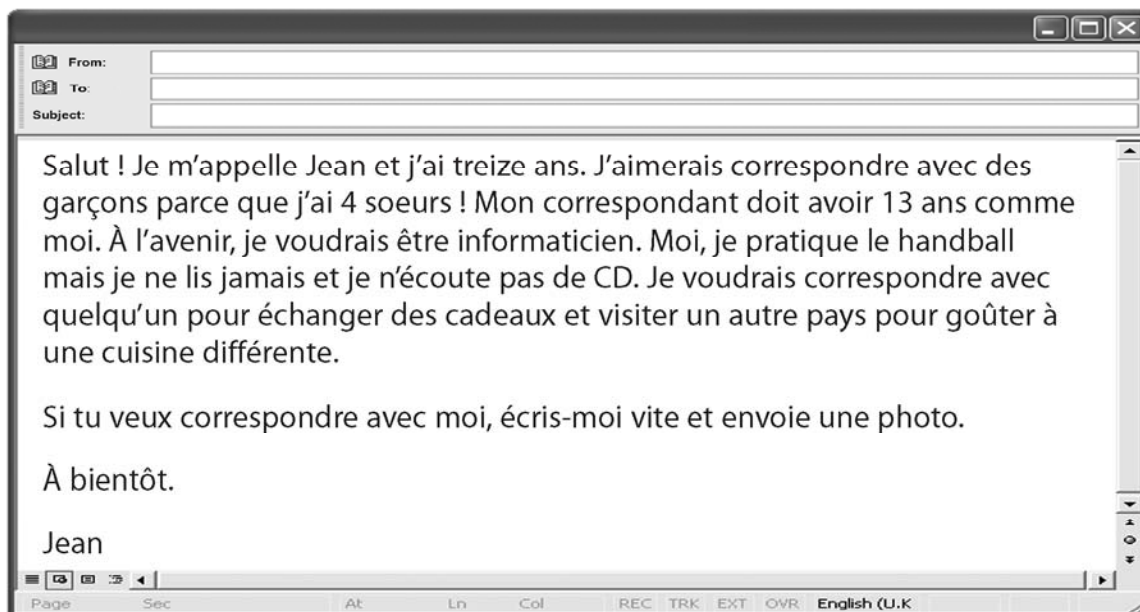 From:
To:
Subject:
Salut ! Je m'appelle Jean et j'ai treize ans. J'aimerais correspondre avec des
garçons parce que j'ai 4 soeurs ! Mon correspondant doit avoir 13 ans comme
moi. À l'avenir, je voudrais être informaticien. Moi, je pratique le handball
mais je ne lis jamais et je n'écoute pas de CD. Je voudrais correspondre avec
quelqu'un pour échanger des cadeaux et visiter un autre pays pour goûter à
une cuisine différente.
Si tu veux correspondre avec moi, écris-moi vite et envoie une photo.
À bientôt.
Jean
Page Sec At Ln Col REC TRK EXT OVR English (U.K